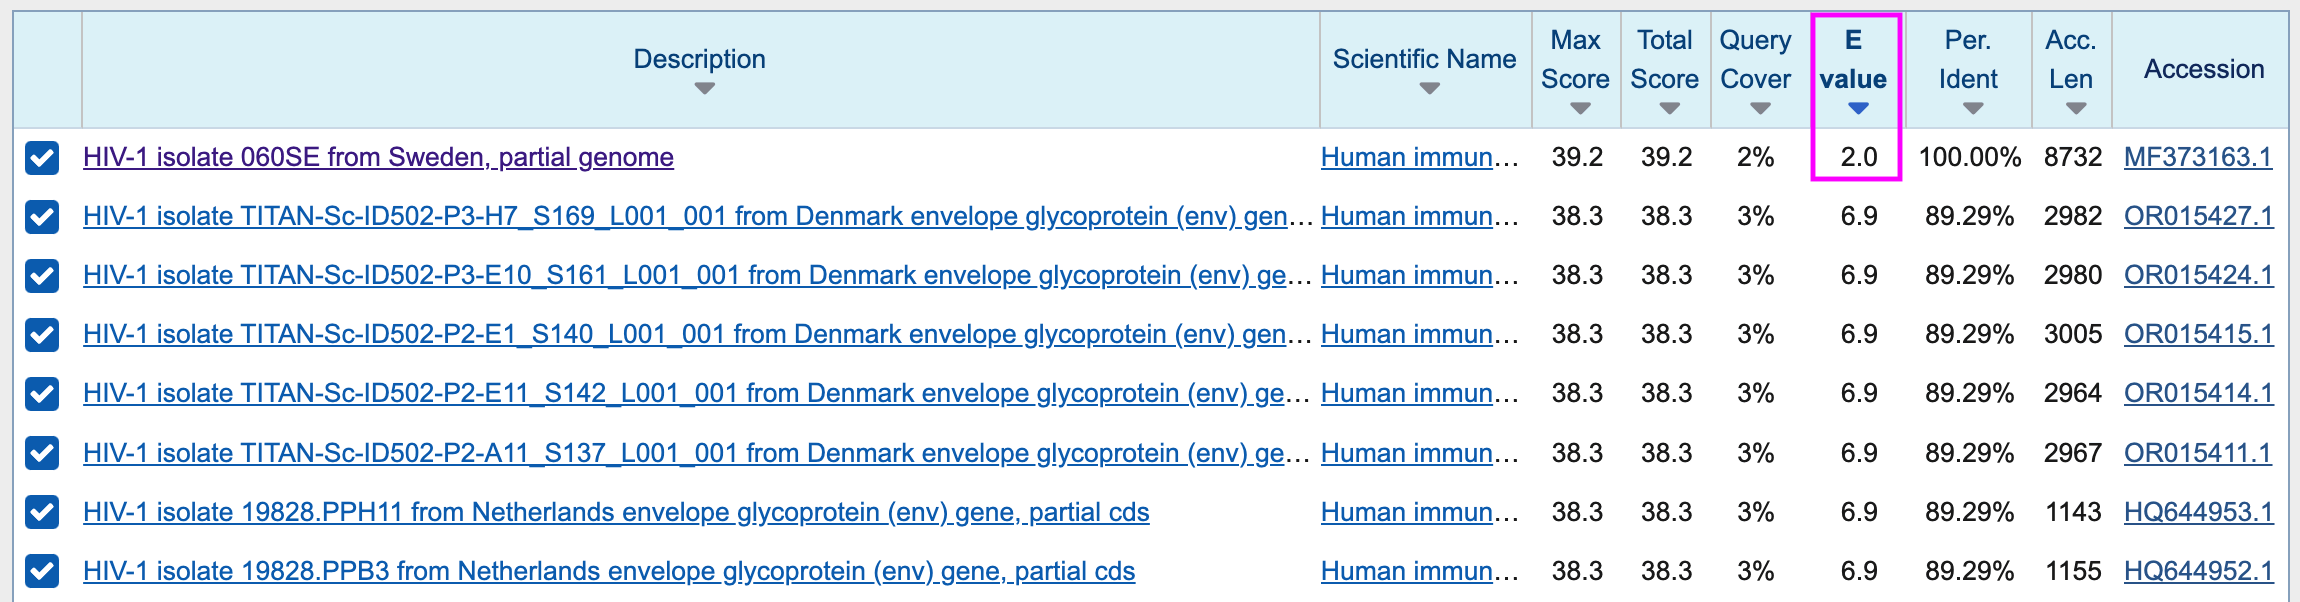 Description Scientific Name Max Score Total Score Query Cover E value Per. Ident Acc. Len Accession
HIV-1 isolate 060SE from Sweden, partial genome Human immun... 39.2 39.2 2% 2.0 100.00% 8732 MF373163.1
HIV-1 isolate TITAN-Sc-ID502-P3-H7_S169_L001_001 from Denmark envelope glycoprotein (env) gen... Human immun... 38.3 38.3 3% 6.9 89.29% 2982 OR015427.1
HIV-1 isolate TITAN-Sc-ID502-P3-E10_S161_L001_001 from Denmark envelope glycoprotein (env) ge... Human immun... 38.3 38.3 3% 6.9 89.29% 2980 OR015424.1
HIV-1 isolate TITAN-Sc-ID502-P2-E1_S140_L001_001 from Denmark envelope glycoprotein (env) gen... Human immun... 38.3 38.3 3% 6.9 89.29% 3005 OR015415.1
HIV-1 isolate TITAN-Sc-ID502-P2-E11_S142_L001_001 from Denmark envelope glycoprotein (env) ge... Human immun... 38.3 38.3 3% 6.9 89.29% 2964 OR015414.1
HIV-1 isolate TITAN-Sc-ID502-P2-A11_S137_L001_001 from Denmark envelope glycoprotein (env) ge... Human immun... 38.3 38.3 3% 6.9 89.29% 2967 OR015411.1
HIV-1 isolate 19828.PPH11 from Netherlands envelope glycoprotein (env) gene, partial cds Human immun... 38.3 38.3 3% 6.9 89.29% 1143 HQ644953.1
HIV-1 isolate 19828.PPB3 from Netherlands envelope glycoprotein (env) gene, partial cds Human immun... 38.3 38.3 3% 6.9 89.29% 1155 HQ644952.1